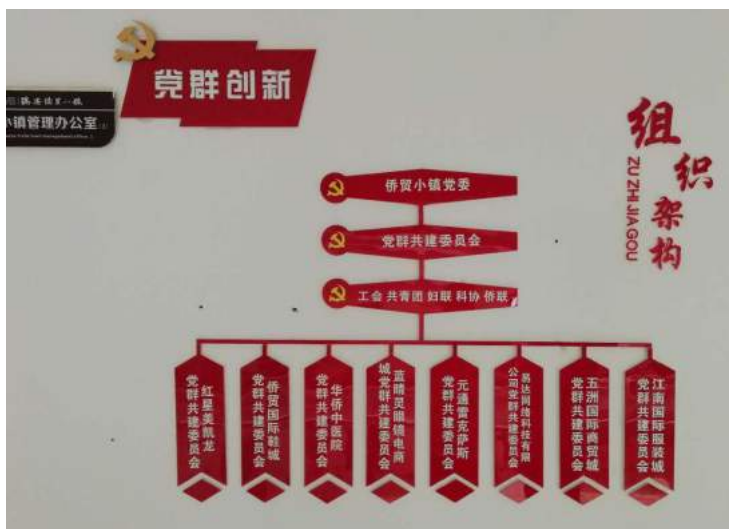 党群创新
小镇管理办公室
组织架构
ZU ZHI JIA GOU
侨贸小镇党委
党群共建委员会
工会 共青团 妇联 科协 侨联
红星美凯龙
党群共建委员会
侨贸国际鞋城
党群共建委员会
华侨中医院
党群共建委员会
蓝睛灵眼镜电商
城党群共建委员会
元通雷克萨斯
党群共建委员会
易达网络科技有限
公司党群共建委员会
五洲国际商贸城
党群共建委员会
江南国际服装城
党群共建委员会